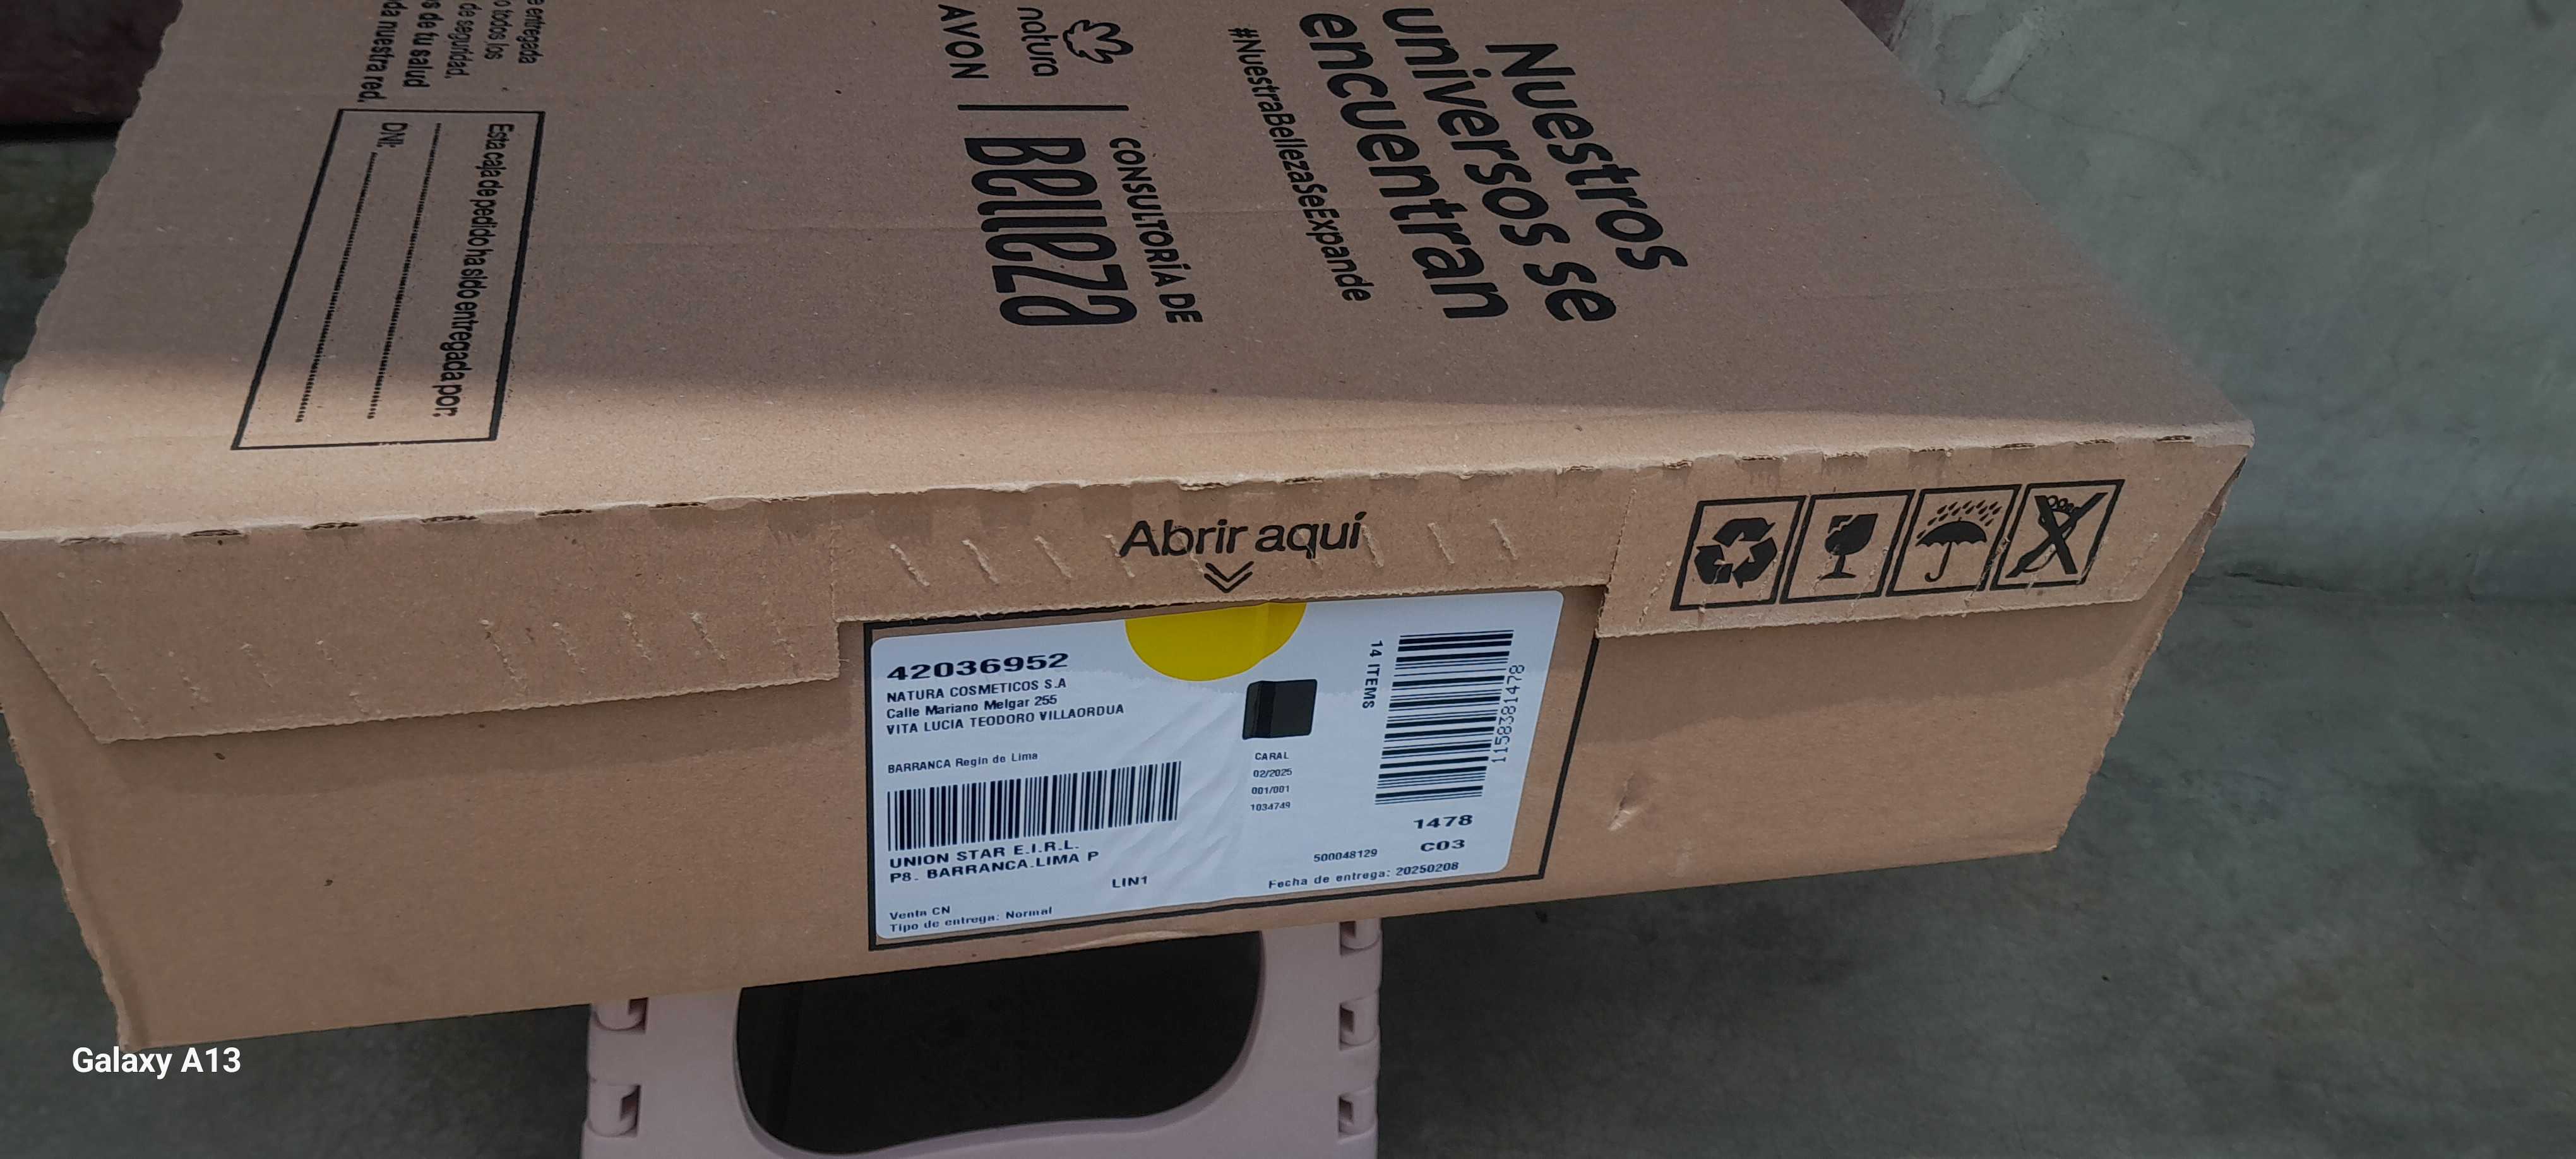 Nuestros
universos se
encuentran
#NuestraBellezaSeExpande
natura
AVON
CONSULTORÍA DE
Belleza
entregada
o todos los
de seguridad,
s de tu salud
da nuestra red.
Esta caja de pedido ha sido entregada por:
DNI:
Abrir aquí
42036952
NATURA COSMETICOS S.A
Calle Mariano Melgar 255
VITA LUCIA TEODORO VILLAORDUA
BARRANCA Regin de Lima
UNION STAR E.I.R.L.
P8. BARRANCA.LIMA P
LIN1
Venta CN
Tipo de entrega: Normal
CARAL
02/2025
001/001
1034749
14 ITEMS
1158381478
1478
C03
500048129
Fecha de entrega: 20250208
Galaxy A13